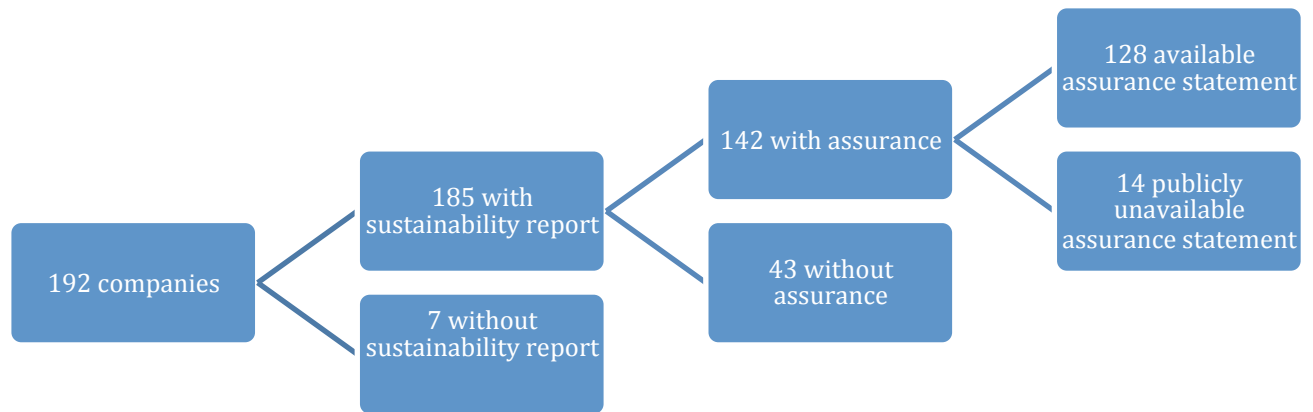 192 companies
185 with
sustainability report
7 without
sustainability report
142 with assurance
43 without
assurance
128 available
assurance statement
14 publicly
unavailable
assurance statement